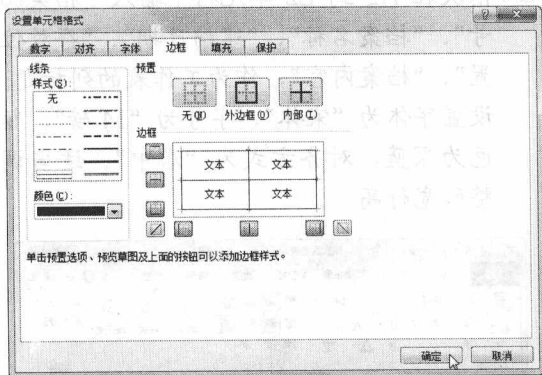 设置单元格格式
数字 对齐 字体 边框 填充 保护
线条
样式(S):
无
颜色(C):
预置
无(N) 外边框(O) 内部(I)
边框
文本 文本
文本 文本
单击预置选项、预览草图及上面的按钮可以添加边框样式。
确定 取消